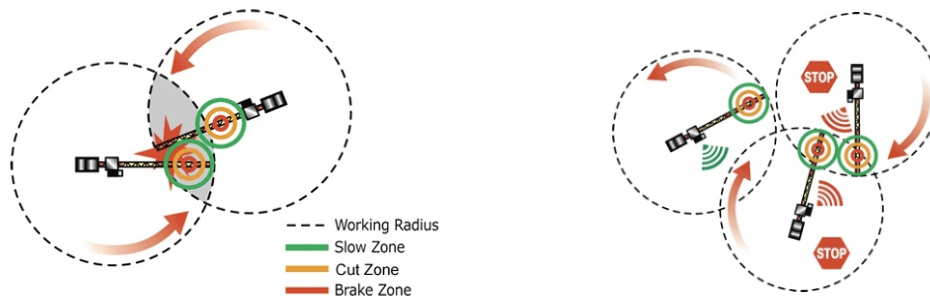 Working Radius
Slow Zone
Cut Zone
Brake Zone
STOP
STOP